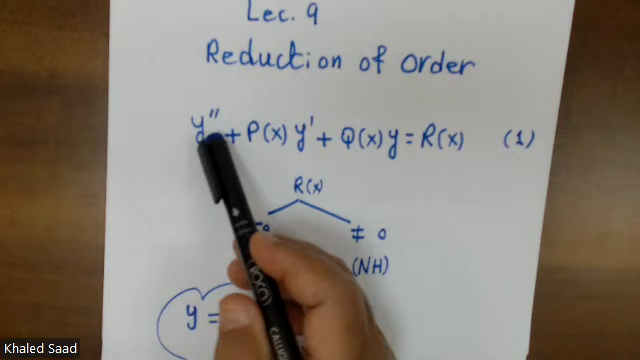 Lec. 9
Reduction of Order
y'' + P(x) y' + Q(x) y = R(x) (1)
R(x)
≠ 0
(NH)
y =
Khaled Saad